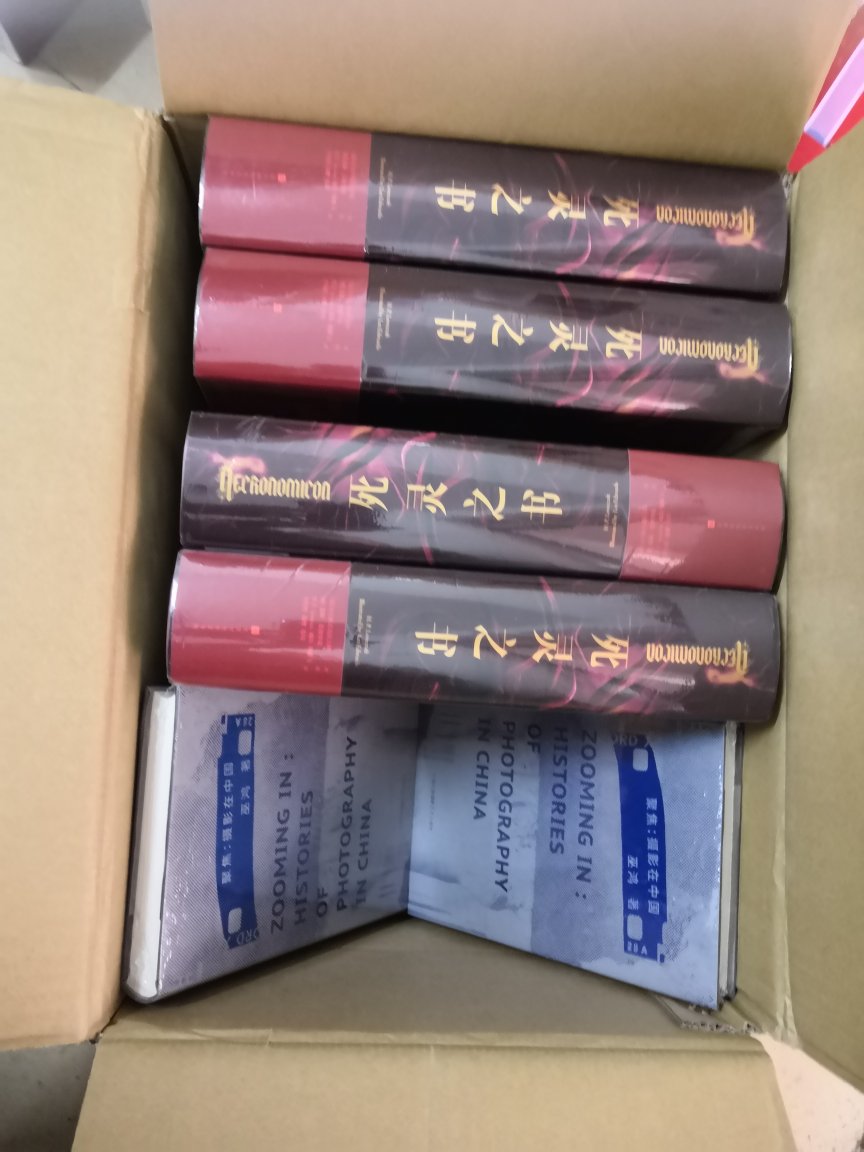 Necronomicon
死灵之书
Necronomicon
死灵之书
Necronomicon
死灵之书
Necronomicon
死灵之书
28A
聚焦:摄影在中国
巫鸿 著
ZOOMING IN :
HISTORIES
OF
PHOTOGRAPHY
IN CHINA
ZOOMING IN :
HISTORIES
OF
PHOTOGRAPHY
IN CHINA
聚焦:摄影在中国
巫鸿 著
28A